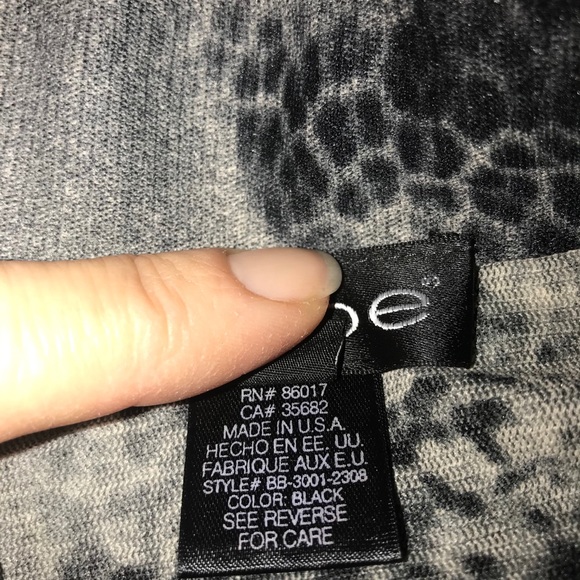 RN# 86017
CA# 35682
MADE IN U.S.A.
HECHO EN EE. UU.
FABRIQUE AUX E.U.
STYLE# BB-3001-2308
COLOR: BLACK
SEE REVERSE
FOR CARE